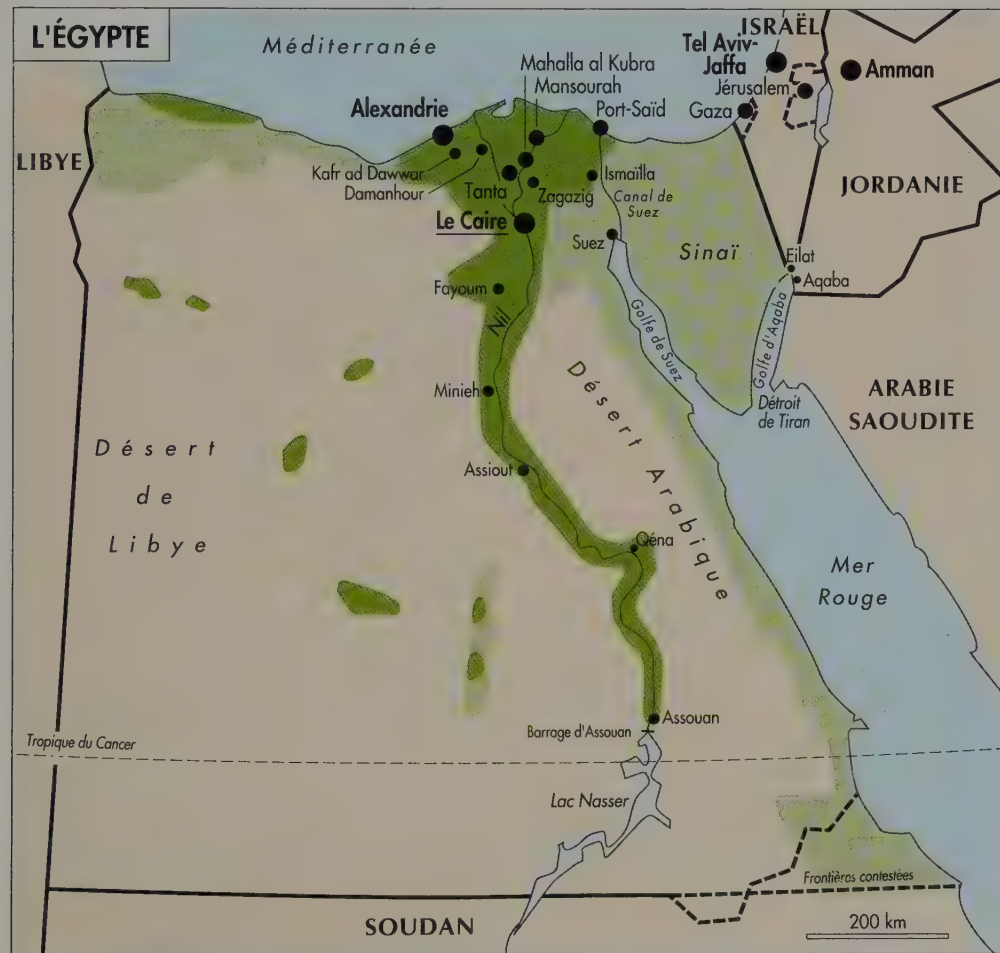 L'ÉGYPTE
Méditerranée
ISRAËL
Tel Aviv-
Jaffa
Amman
Jérusalem
Gaza
Mahalla al Kubra
Mansourah
Port-Saïd
Alexandrie
LIBYE
Kafr ad Dawwar
Damanhour
Tanta
Zagazig
Ismaïlla
Canal de
Suez
JORDANIE
Le Caire
Suez
Sinaï
Eilat
Aqaba
Fayoum
Nil
Golfe de Suez
Golfe d'Aqaba
Détroit
de Tiran
ARABIE
SAOUDITE
Minieh
Désert Arabique
Désert
de
Libye
Assiout
Qéna
Mer
Rouge
Assouan
Barrage d'Assouan
Tropique du Cancer
Lac Nasser
Frontières contestées
SOUDAN
200 km